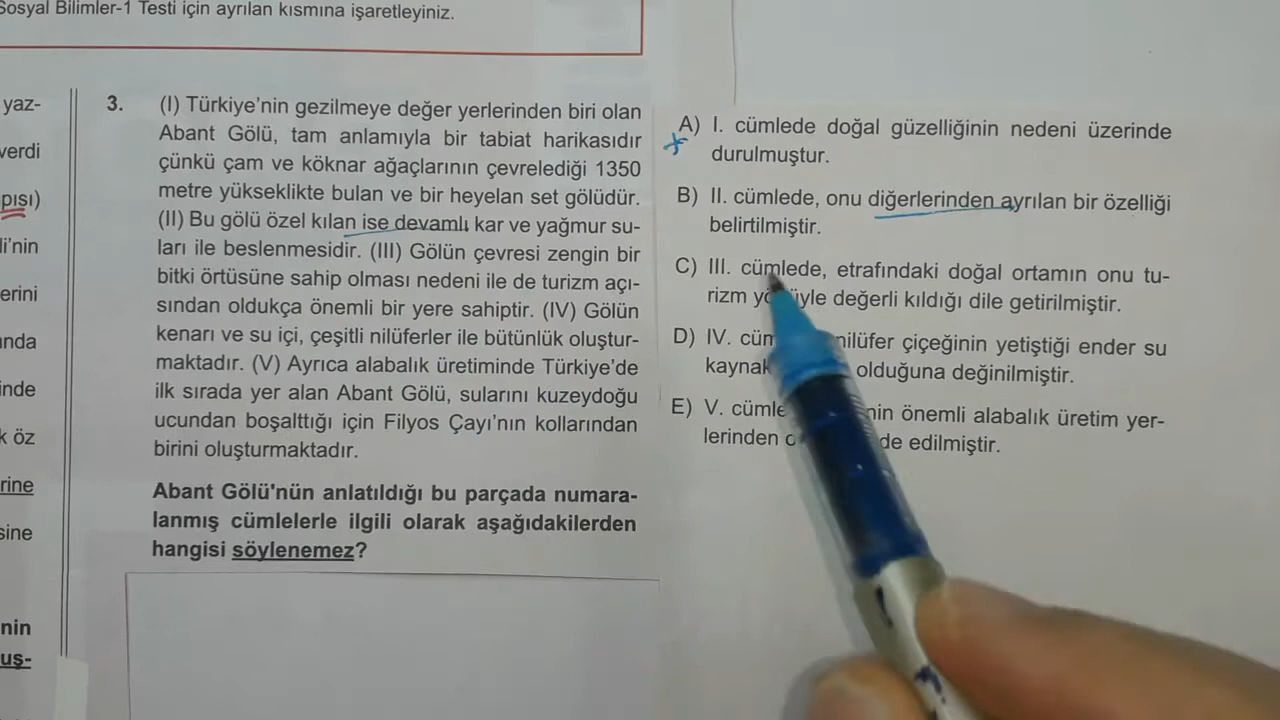 Sosyal Bilimler-1 Testi için ayrılan kısmına işaretleyiniz.
yaz-
verdi
pısı)
li'nin
erini
anda
inde
k öz
rine
sine
nin
uş-
3. (I) Türkiye'nin gezilmeye değer yerlerinden biri olan
Abant Gölü, tam anlamıyla bir tabiat harikasıdır
çünkü çam ve köknar ağaçlarının çevrelediği 1350
metre yükseklikte bulan ve bir heyelan set gölüdür.
(II) Bu gölü özel kılan ise devamlı kar ve yağmur su-
ları ile beslenmesidir. (III) Gölün çevresi zengin bir
bitki örtüsüne sahip olması nedeni ile de turizm açı-
sından oldukça önemli bir yere sahiptir. (IV) Gölün
kenarı ve su içi, çeşitli nilüferler ile bütünlük oluştur-
maktadır. (V) Ayrıca alabalık üretiminde Türkiye'de
ilk sırada yer alan Abant Gölü, sularını kuzeydoğu
ucundan boşalttığı için Filyos Çayı'nın kollarından
birini oluşturmaktadır.
Abant Gölü'nün anlatıldığı bu parçada numara-
lanmış cümlelerle ilgili olarak aşağıdakilerden
hangisi söylenemez?
A) I. cümlede doğal güzelliğinin nedeni üzerinde
durulmuştur.
B) II. cümlede, onu diğerlerinden ayrılan bir özelliği
belirtilmiştir.
C) III. cümlede, etrafındaki doğal ortamın onu tu-
rizm değerli kıldığı dile getirilmiştir.
D) IV. nilüfer çiçeğinin yetiştiği ender su
olduğuna değinilmiştir.
E) V. önemli alabalık üretim yer-
lerinden edilmiştir.